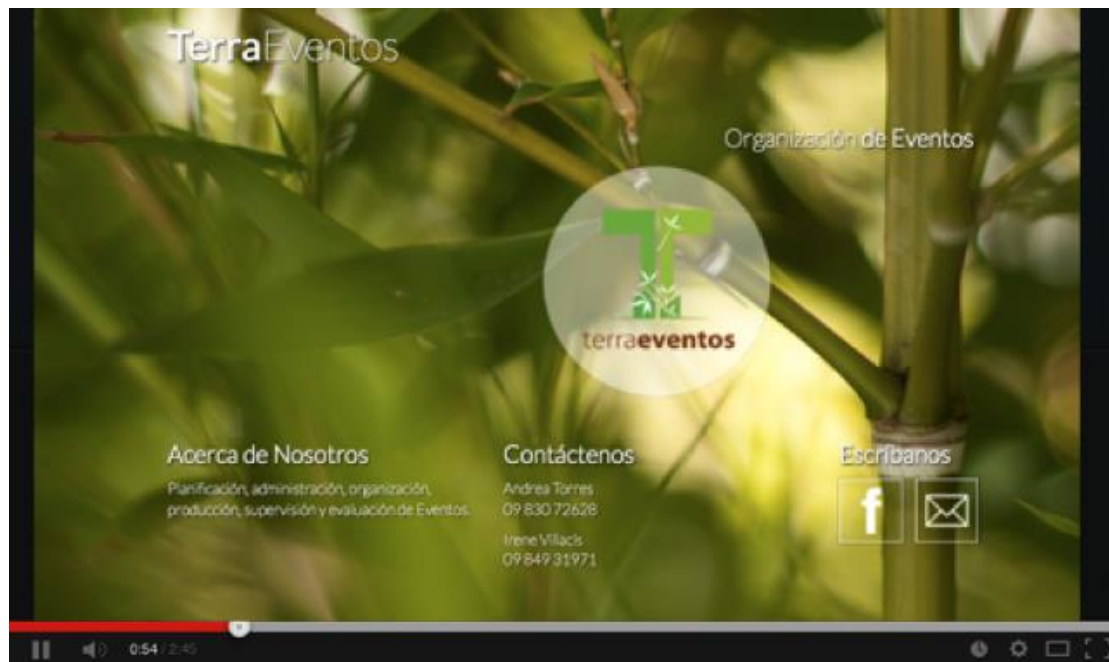 TerraEventos
Organización de Eventos
terraeventos
Acerca de Nosotros
Planificación, administración, organización,
producción, supervisión y evaluación de Eventos.
Contáctenos
Andrea Torres
09 830 72628
Irene Villacís
09 849 31971
Escríbanos
f
0:54 / 2:45